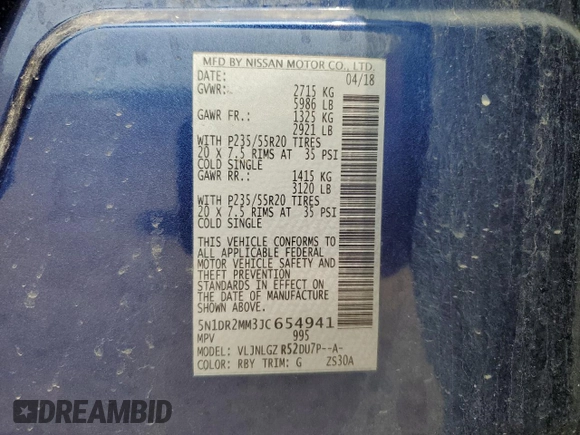 MFD BY NISSAN MOTOR CO., LTD.
DATE: 04/18
GVWR: 2715 KG
5986 LB
GAWR FR.: 1325 KG
2921 LB
WITH P235/55R20 TIRES
20 X 7.5 RIMS AT 35 PSI
COLD SINGLE
GAWR RR.: 1415 KG
3120 LB
WITH P235/55R20 TIRES
20 X 7.5 RIMS AT 35 PSI
COLD SINGLE
THIS VEHICLE CONFORMS TO
ALL APPLICABLE FEDERAL
MOTOR VEHICLE SAFETY AND
THEFT PREVENTION
STANDARDS IN EFFECT ON
THE DATE OF MANUFACTURE
SHOWN ABOVE.
5N1DR2MM3JC654941
MPV 995
MODEL: VLJNLGZ R52DU7P--A-
COLOR: RBY TRIM: G ZS30A
DREAMBID